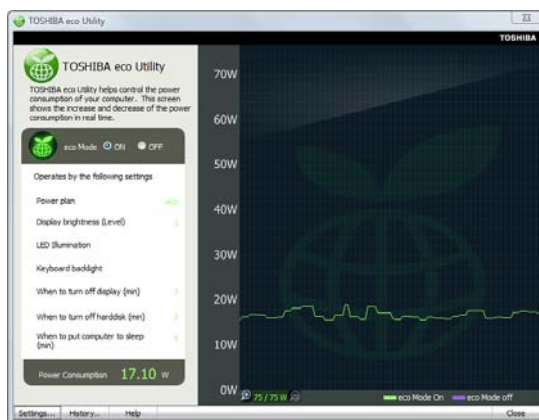 TOSHIBA eco Utility
TOSHIBA
TOSHIBA eco Utility
TOSHIBA eco Utility helps control the power
consumption of your computer. This screen
shows the increase and decrease of the power
consumption in real time.
eco Mode ON OFF
Operates by the following settings
Power plan
Display brightness (Level)
LED Illumination
Keyboard backlight
When to turn off display (min)
When to turn off harddisk (min)
When to put computer to sleep
(min)
Power Consumption 17.10 W
70W
60W
50W
40W
30W
20W
10W
0W
75 / 75 W
eco Mode On eco Mode off
Settings... History... Help Close